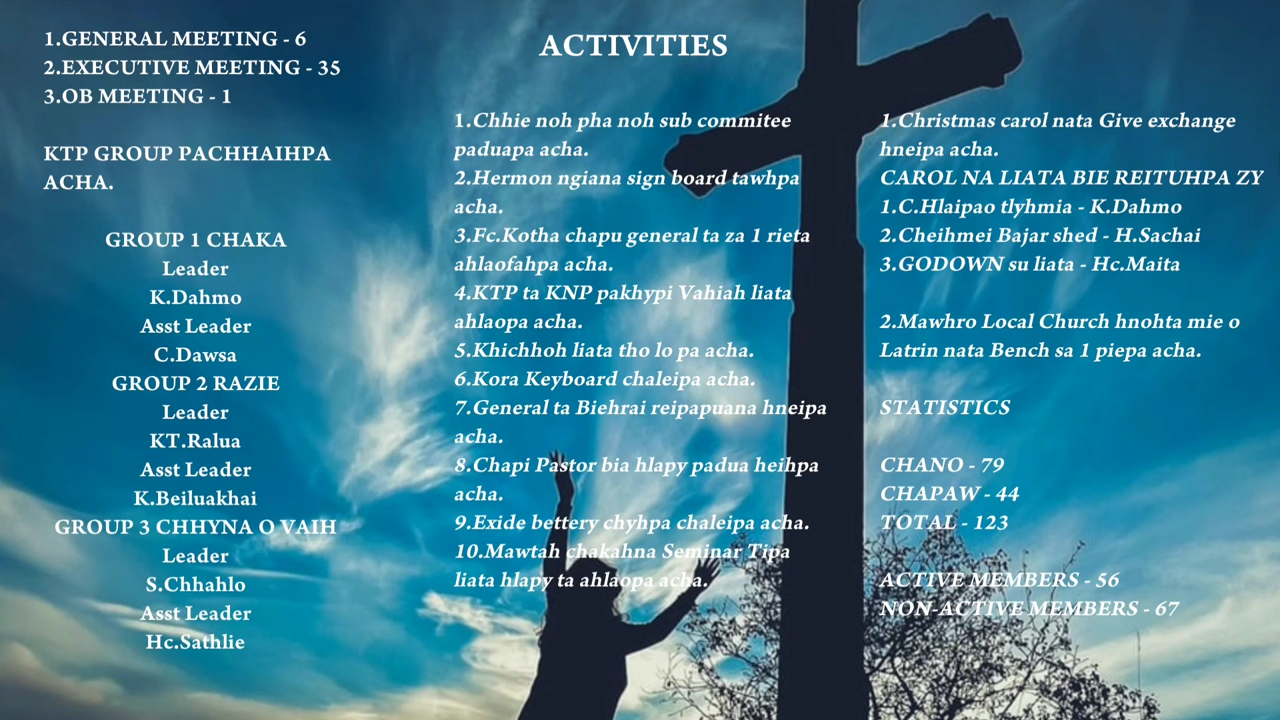 1.GENERAL MEETING - 6
2.EXECUTIVE MEETING - 35
3.OB MEETING - 1
KTP GROUP PACHHAIHPA
ACHA.
GROUP 1 CHAKA
Leader
K.Dahmo
Asst Leader
C.Dawsa
GROUP 2 RAZIE
Leader
KT.Ralua
Asst Leader
K.Beiluakhai
GROUP 3 CHHYNA O VAIH
Leader
S.Chhahlo
Asst Leader
Hc.Sathlie
ACTIVITIES
1.Chhie noh pha noh sub commitee
paduapa acha.
2.Hermon ngiana sign board tawhpa
acha.
3.Fc.Kotha chapu general ta za 1 rieta
ahlaofahpa acha.
4.KTP ta KNP pakhypi Vahiah liata
ahlaopa acha.
5.Khichhoh liata tho lo pa acha.
6.Kora Keyboard chaleipa acha.
7.General ta Biehrai reipapuana hneipa
acha.
8.Chapi Pastor bia hlapy padua heihpa
acha.
9.Exide bettery chyhpa chaleipa acha.
10.Mawtah chakahna Seminar Tipa
liata hlapy ta ahlaopa acha.
1.Christmas carol nata Give exchange
hneipa acha.
CAROL NA LIATA BIE REITUHPA ZY
1.C.Hlaipao tlyhmia - K.Dahmo
2.Cheihmei Bajar shed - H.Sachai
3.GODOWN su liata - Hc.Maita
2.Mawhro Local Church hnohta mie o
Latrin nata Bench sa 1 piepa acha.
STATISTICS
CHANO - 79
CHAPAW - 44
TOTAL - 123
ACTIVE MEMBERS - 56
NON-ACTIVE MEMBERS - 67